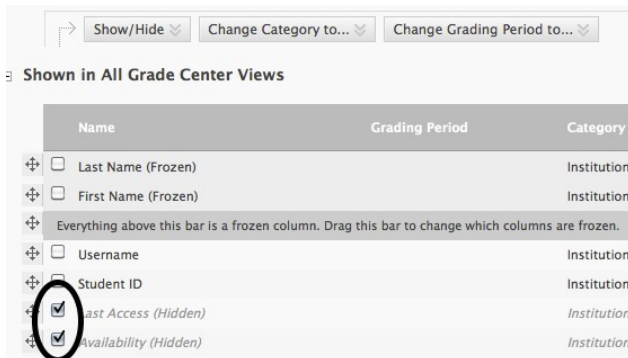 Show/Hide Change Category to... Change Grading Period to...
Shown in All Grade Center Views
Name Grading Period Category
Last Name (Frozen) Institution
First Name (Frozen) Institution
Everything above this bar is a frozen column. Drag this bar to change which columns are frozen.
Username Institution
Student ID Institution
Last Access (Hidden) Institution
Availability (Hidden) Institution